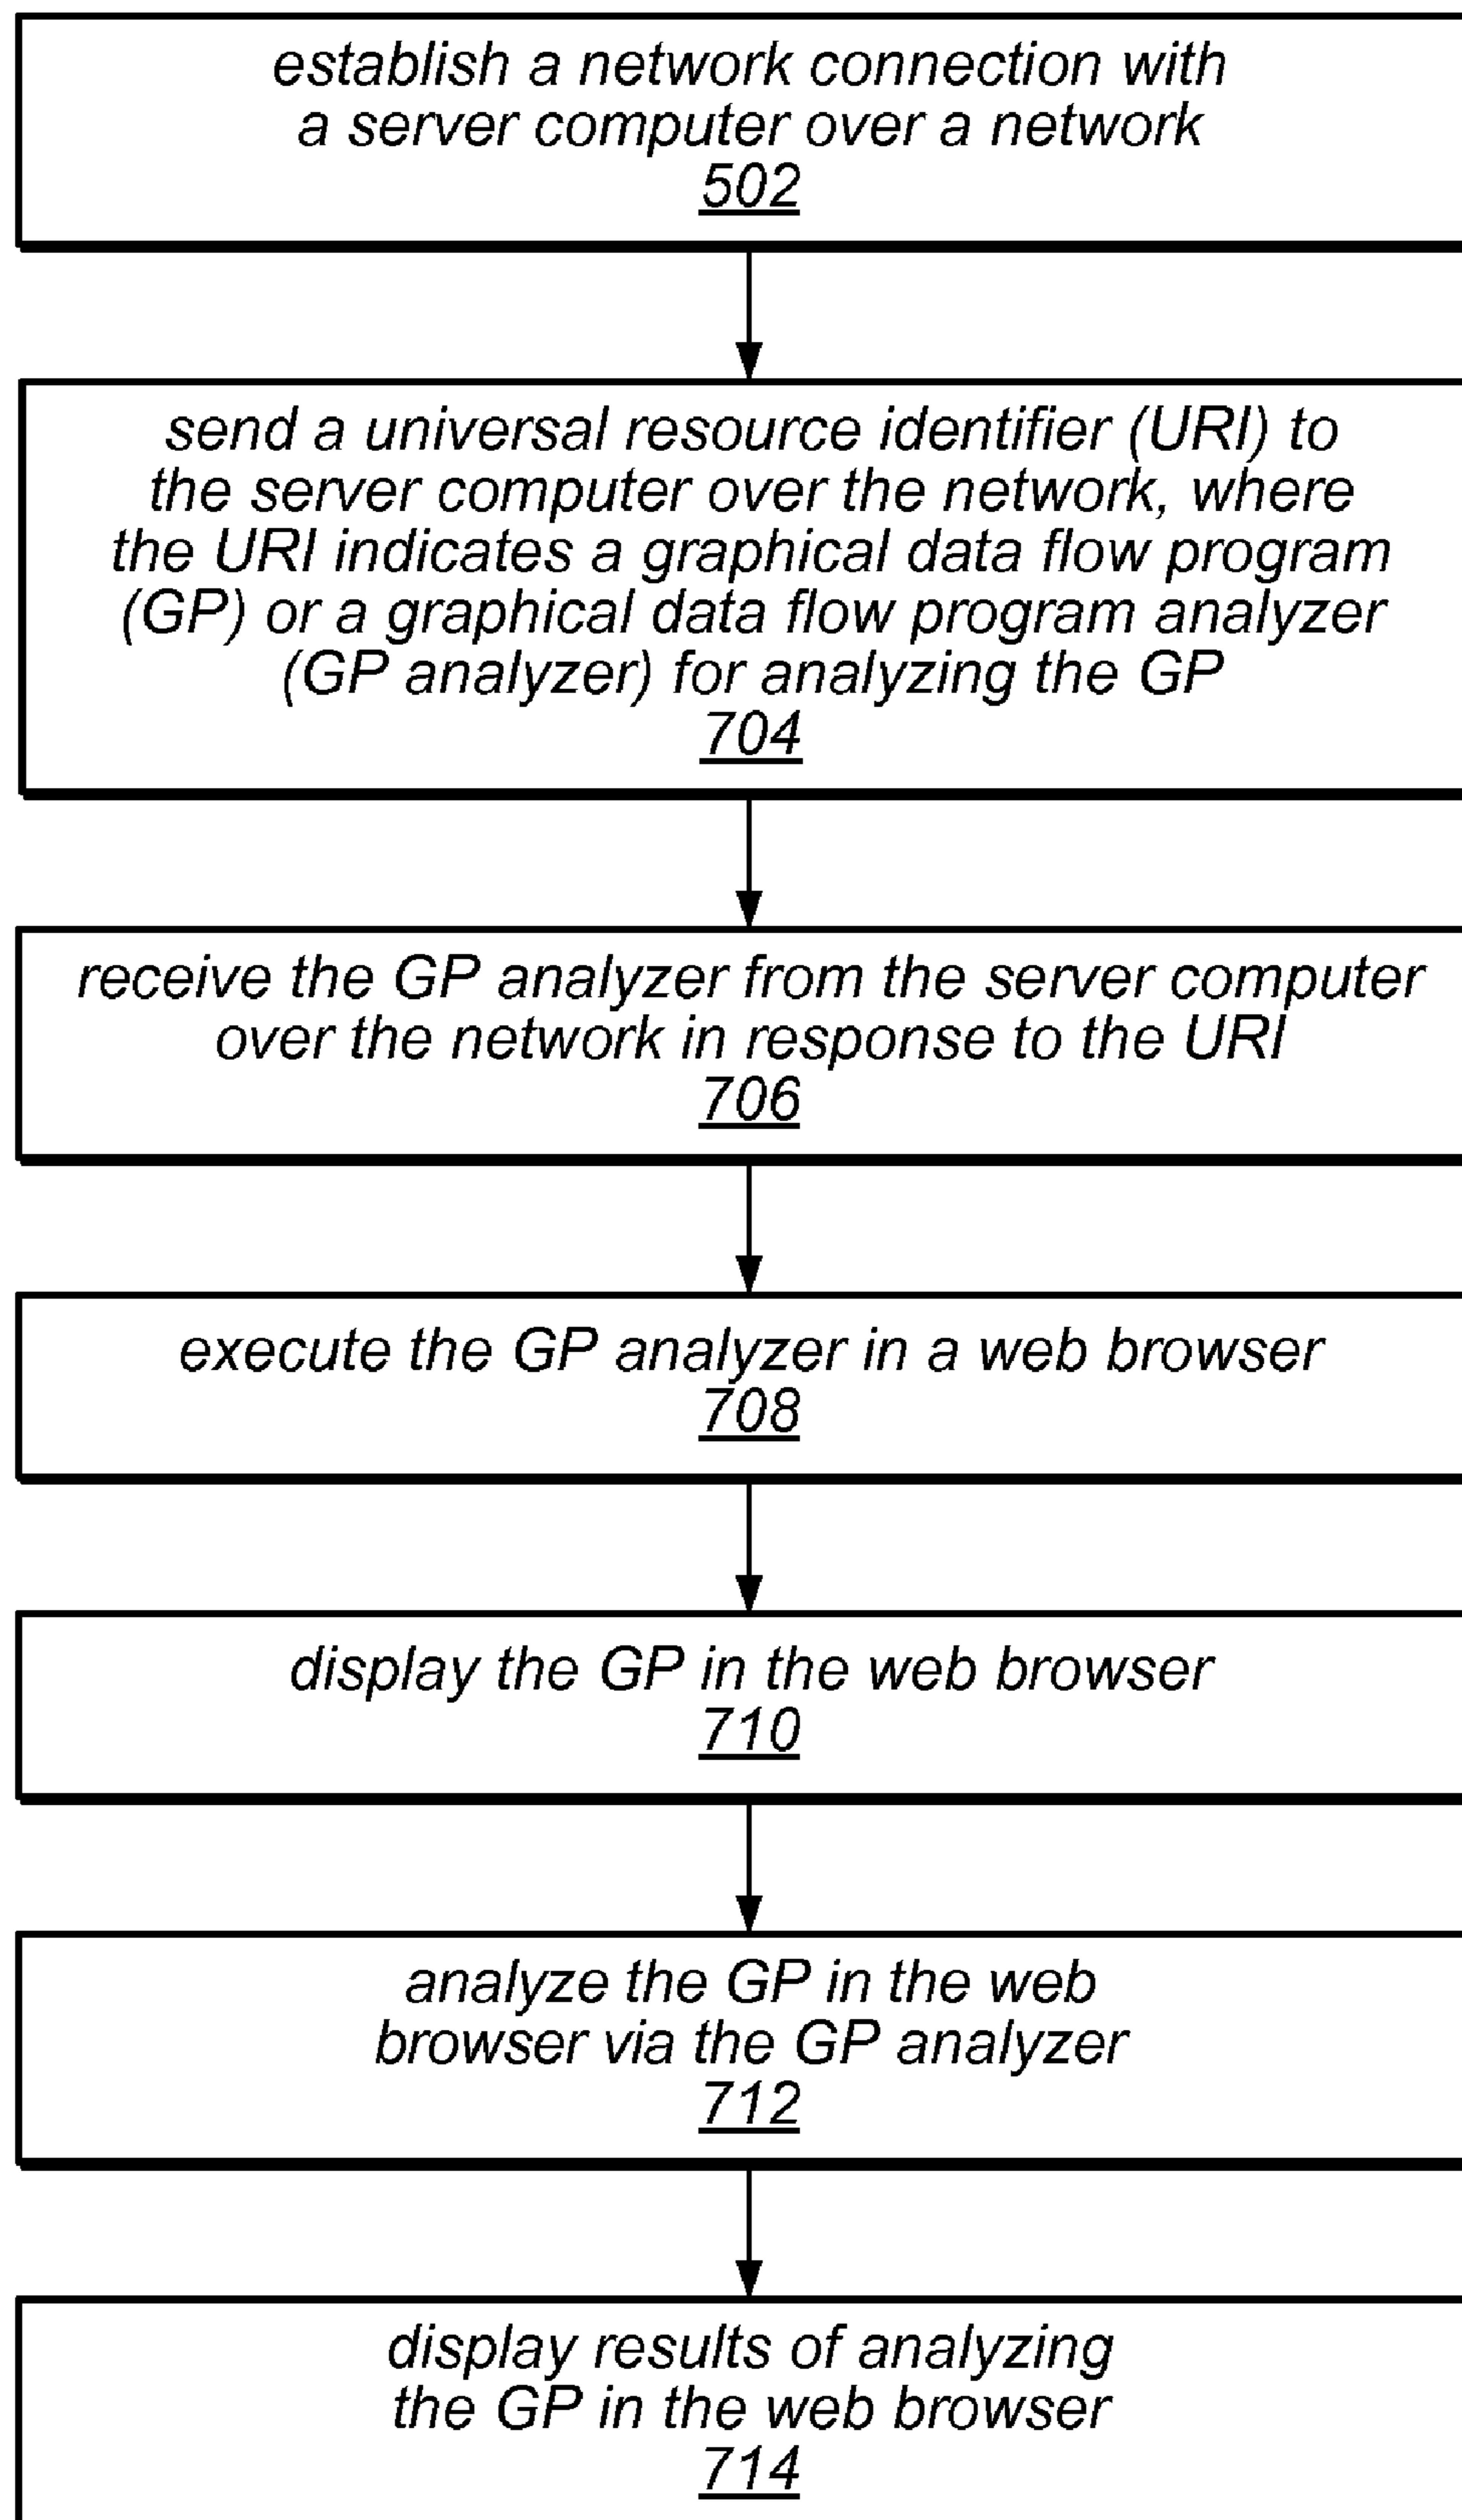 establish a network connection with
a server computer over a network
502
send a universal resource identifier (URI) to
the server computer over the network, where
the URI indicates a graphical data flow program
(GP) or a graphical data flow program analyzer
(GP analyzer) for analyzing the GP
704
receive the GP analyzer from the server computer
over the network in response to the URI
706
execute the GP analyzer in a web browser
708
display the GP in the web browser
710
analyze the GP in the web
browser via the GP analyzer
712
display results of analyzing
the GP in the web browser
714